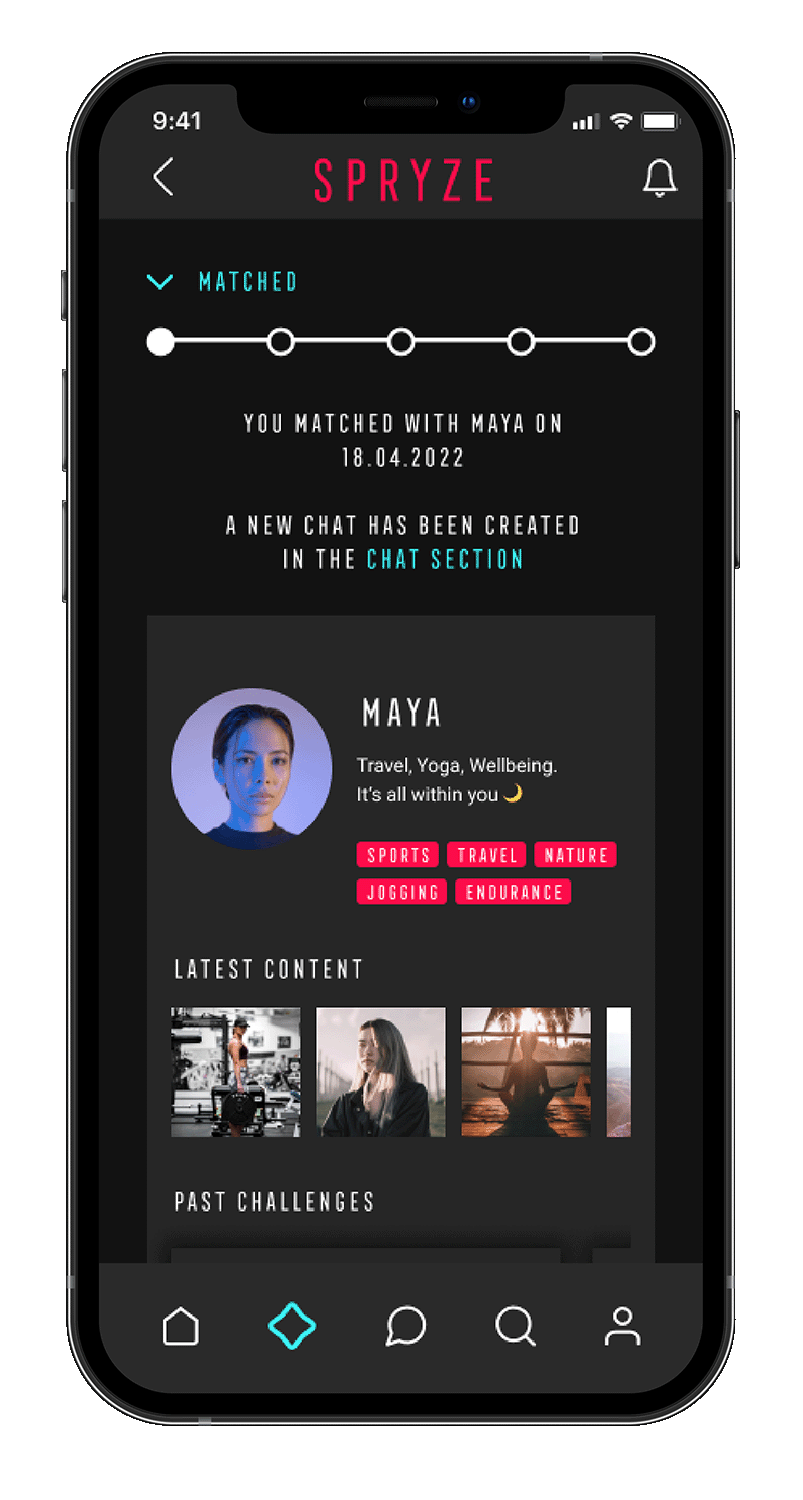 9:41
SPRYZE
MATCHED
YOU MATCHED WITH MAYA ON
18.04.2022
A NEW CHAT HAS BEEN CREATED
IN THE CHAT SECTION
MAYA
Travel, Yoga, Wellbeing.
It's all within you 🌙
SPORTS TRAVEL NATURE
JOGGING ENDURANCE
LATEST CONTENT
PAST CHALLENGES